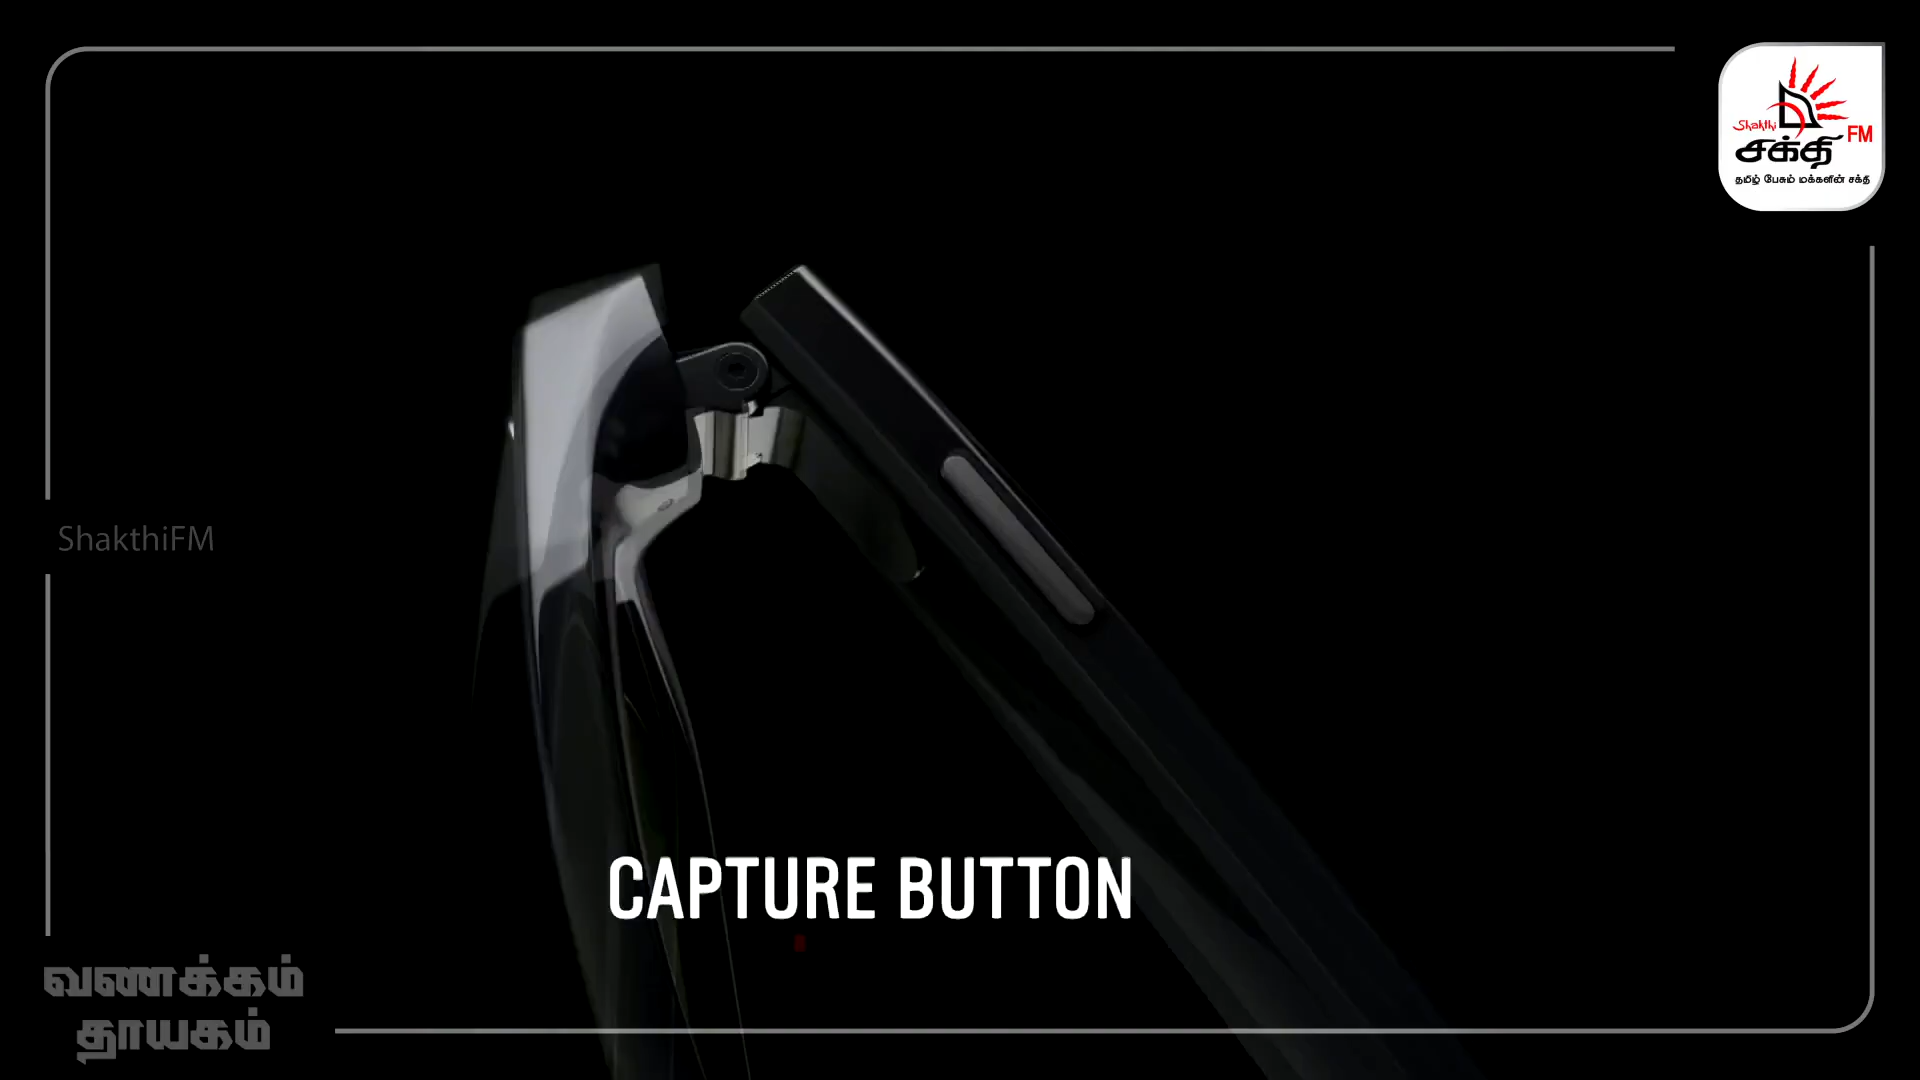 Shakthi
சக்தி FM
தமிழ் பேசும் மக்களின் சக்தி
ShakthiFM
CAPTURE BUTTON
வணக்கம்
தாயகம்